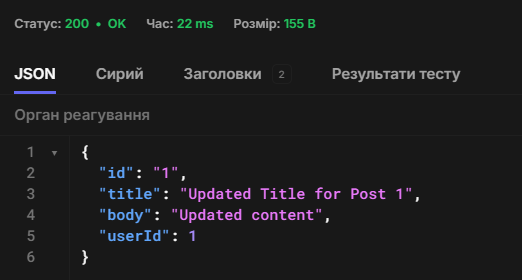 Статус: 200 • OK Час: 22 ms Розмір: 155 B
JSON Сирий Заголовки 2 Результати тесту
Орган реагування
1 {
2 "id": "1",
3 "title": "Updated Title for Post 1",
4 "body": "Updated content",
5 "userId": 1
6 }